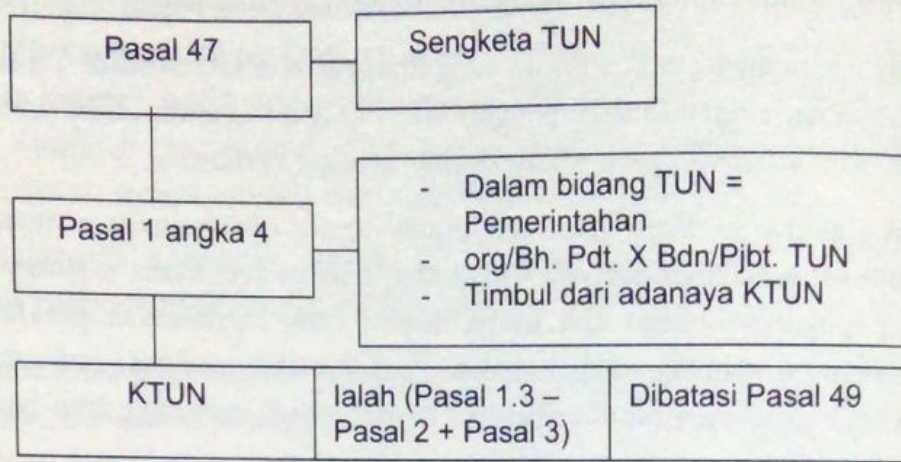 Pasal 47
Sengketa TUN
Pasal 1 angka 4
- Dalam bidang TUN =
Pemerintahan
- org/Bh. Pdt. X Bdn/Pjbt. TUN
- Timbul dari adanaya KTUN
KTUN
Ialah (Pasal 1.3 –
Pasal 2 + Pasal 3)
Dibatasi Pasal 49